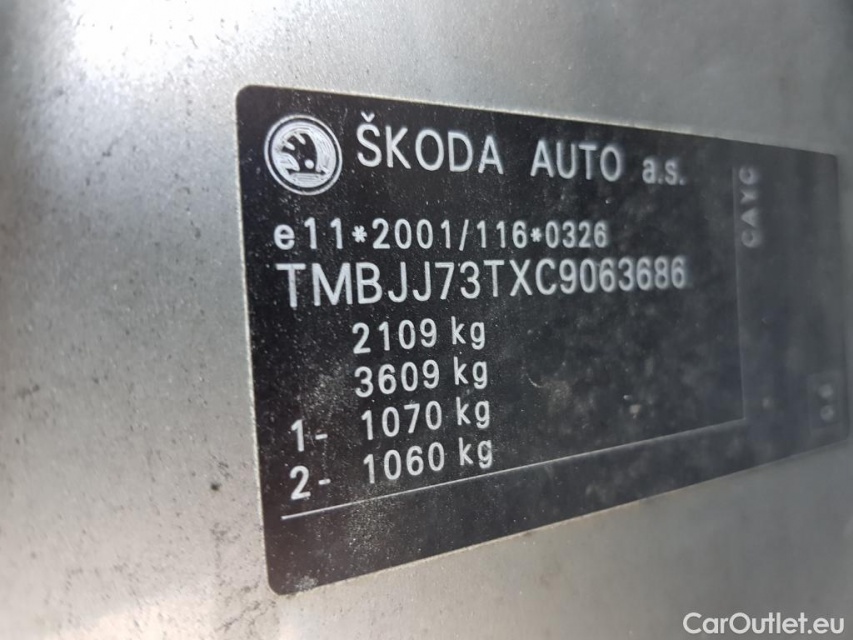 ŠKODA AUTO a.s.
e11*2001/116*0326
TMBJJ73TXC9063686
2109 kg
3609 kg
1- 1070 kg
2- 1060 kg
CAYC
CarOutlet.eu